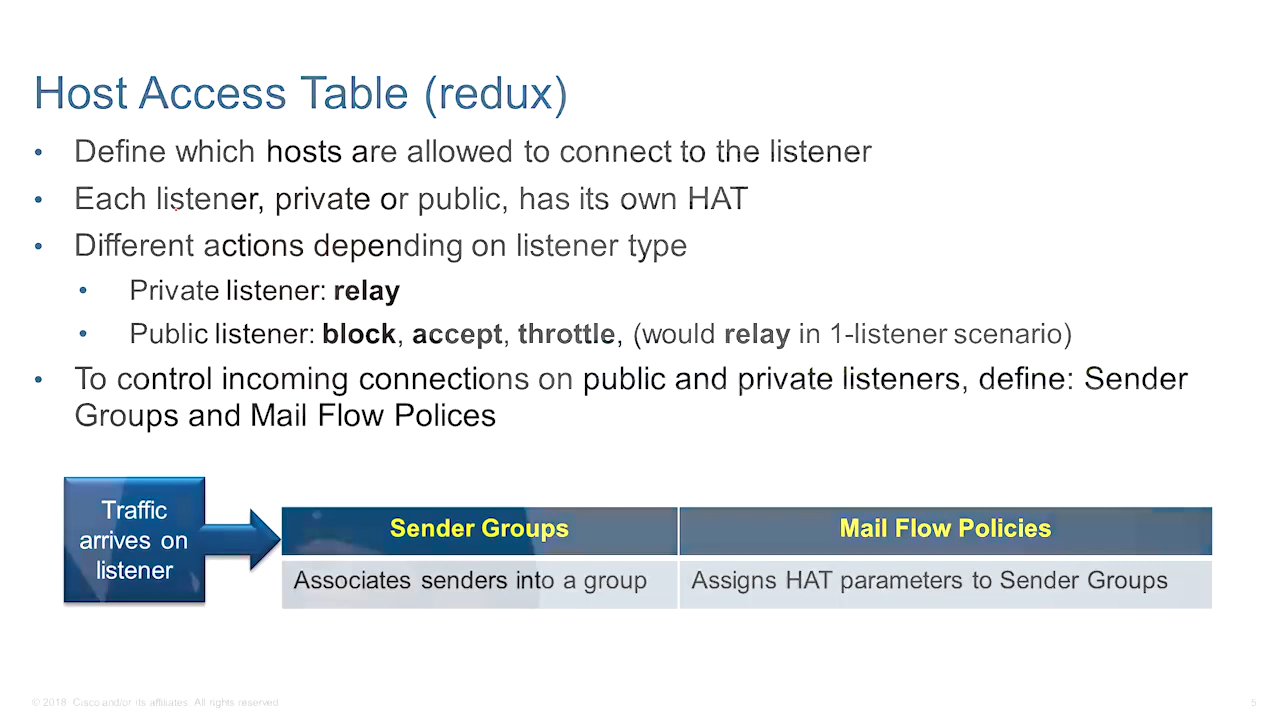 Host Access Table (redux)
• Define which hosts are allowed to connect to the listener
• Each listener, private or public, has its own HAT
• Different actions depending on listener type
• Private listener: relay
• Public listener: block, accept, throttle, (would relay in 1-listener scenario)
• To control incoming connections on public and private listeners, define: Sender
Groups and Mail Flow Polices
Traffic
arrives on
listener
Sender Groups
Mail Flow Policies
Associates senders into a group
Assigns HAT parameters to Sender Groups
© 2018 Cisco and/or its affiliates. All rights reserved
5